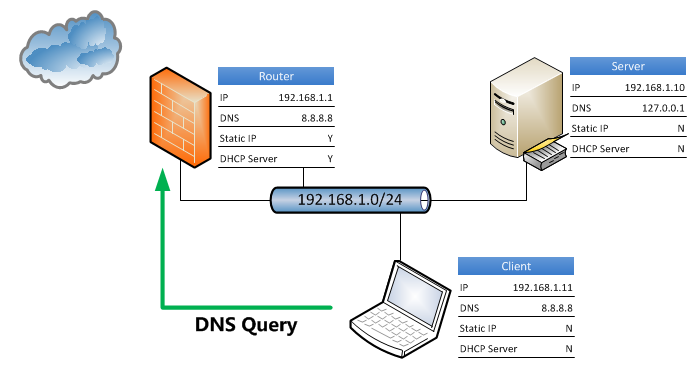 Router
IP 192.168.1.1
DNS 8.8.8.8
Static IP Y
DHCP Server Y
Server
IP 192.168.1.10
DNS 127.0.0.1
Static IP N
DHCP Server N
192.168.1.0/24
Client
IP 192.168.1.11
DNS 8.8.8.8
Static IP N
DHCP Server N
DNS Query